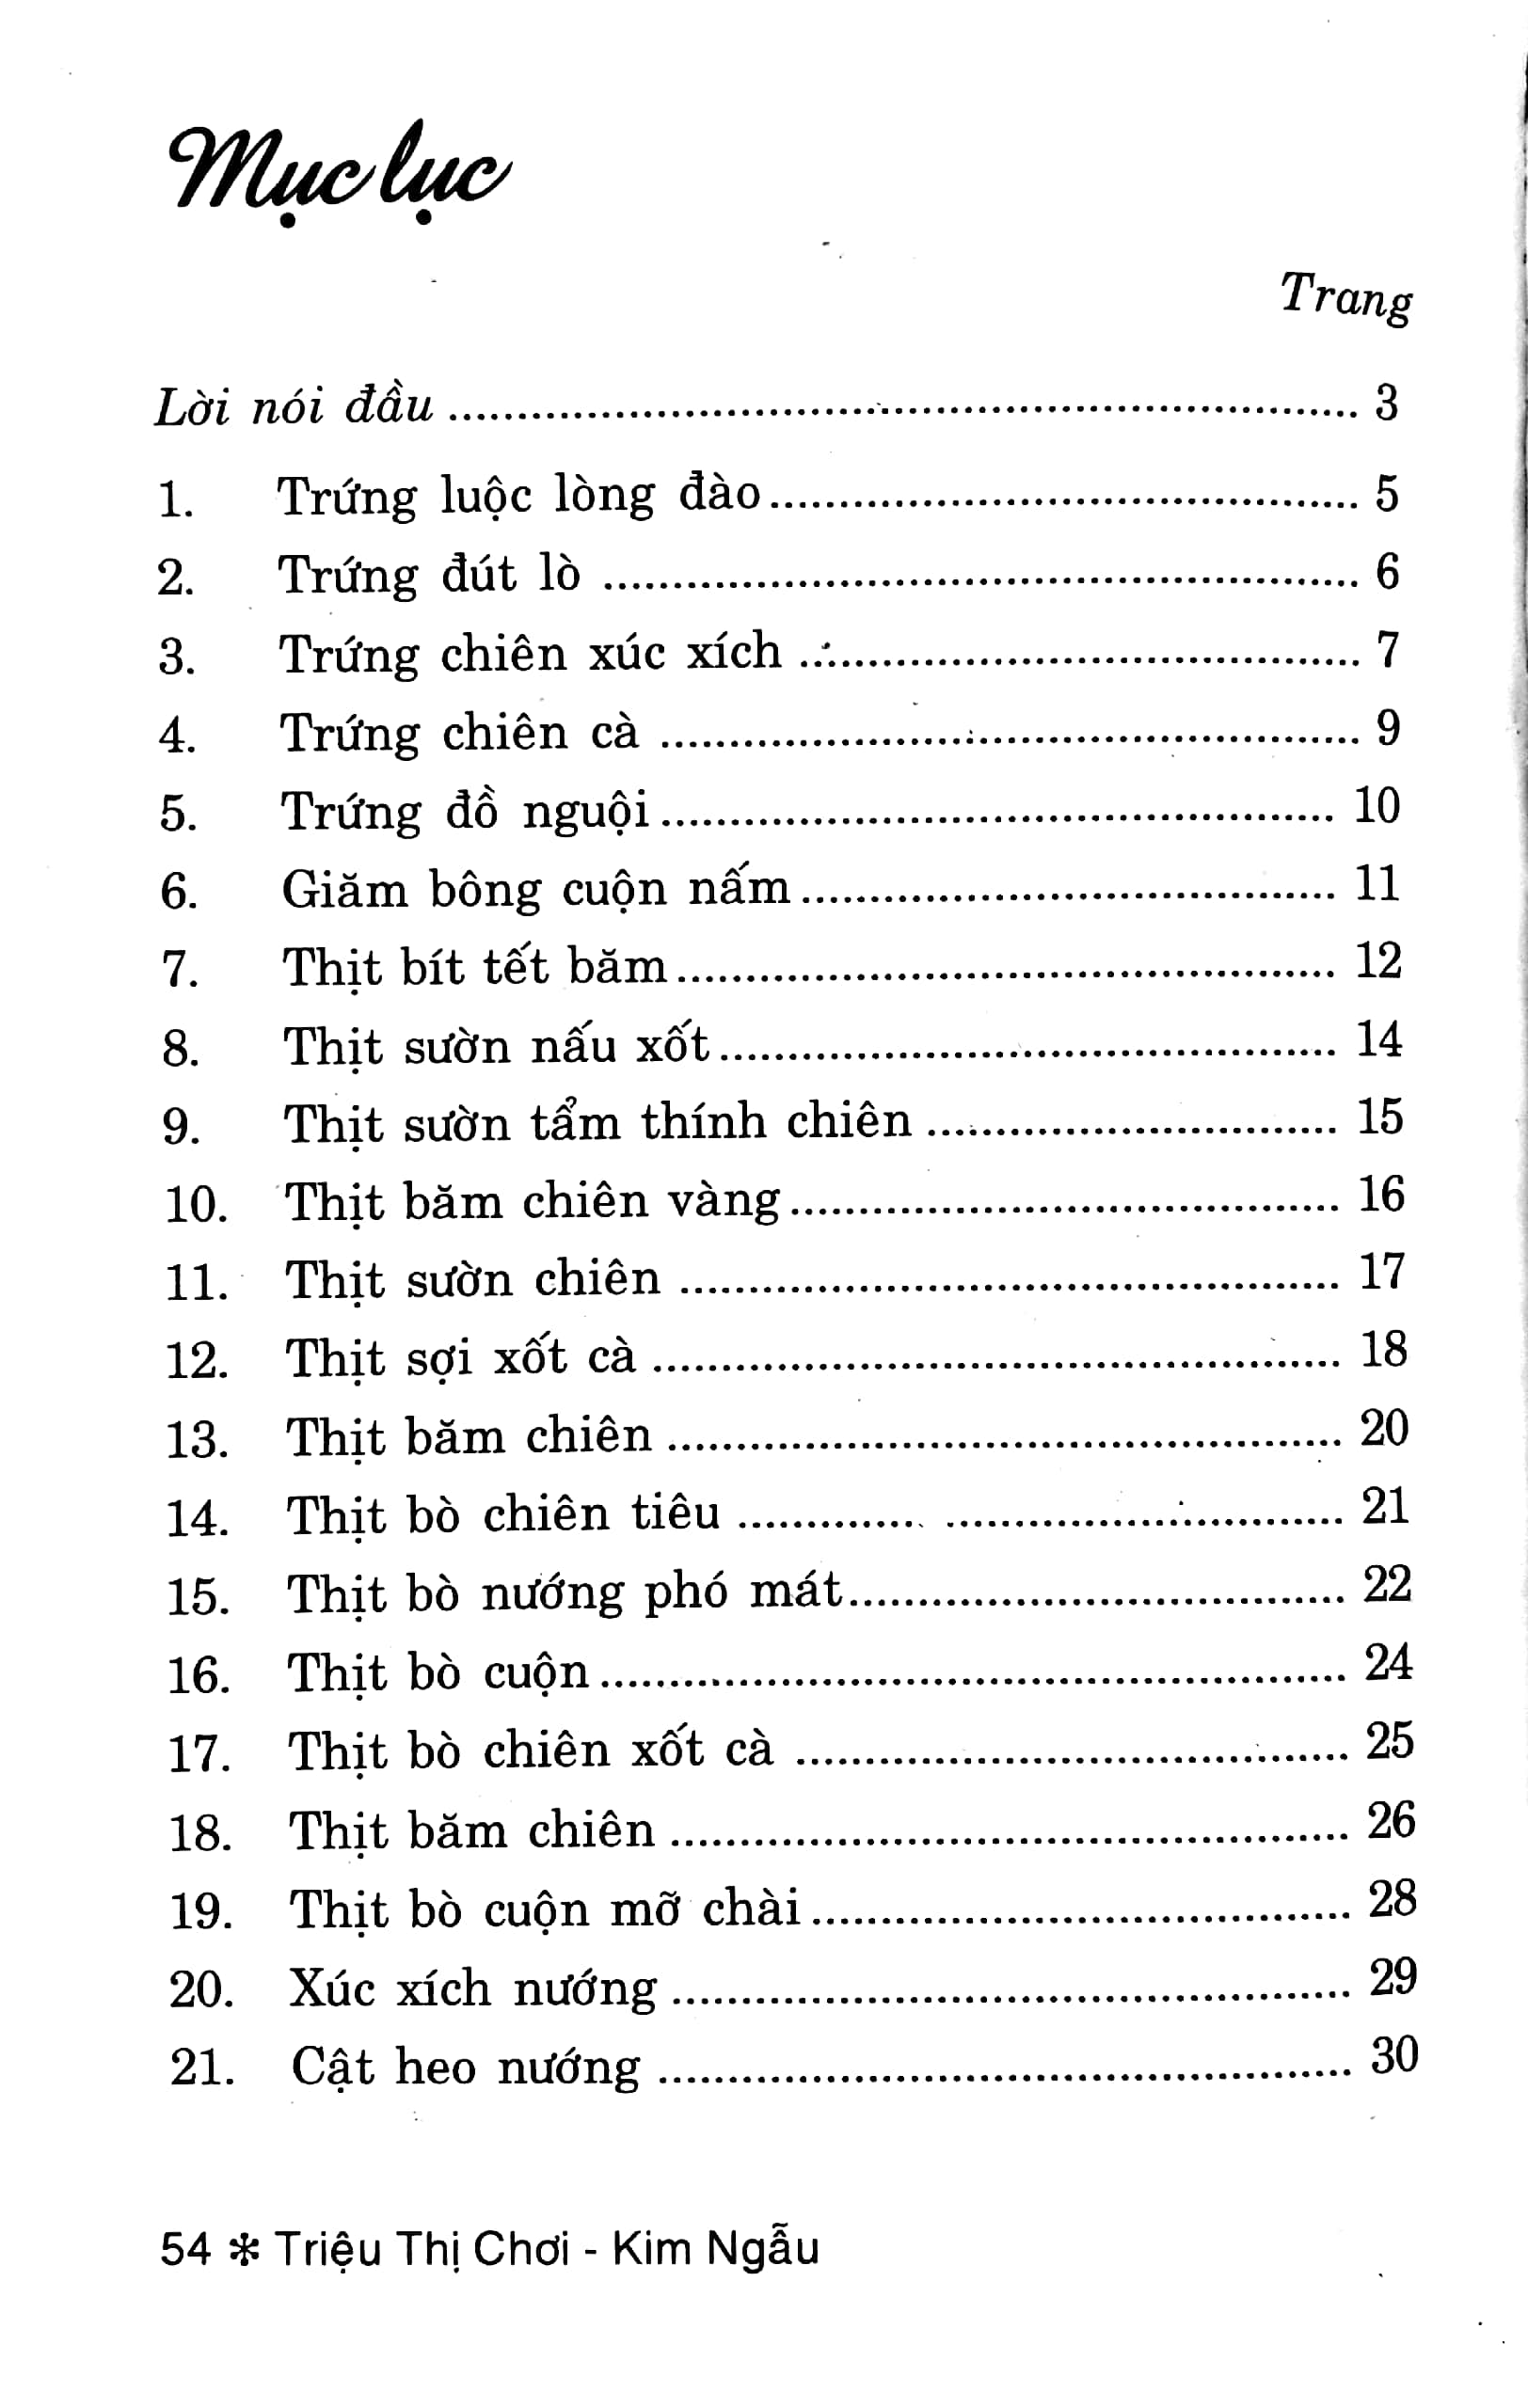 Mục lục
Trang
Lời nói đầu ........................ 3
1. Trứng luộc lòng đào ........................ 5
2. Trứng đút lò ........................ 6
3. Trứng chiên xúc xích ........................ 7
4. Trứng chiên cà ........................ 9
5. Trứng đồ nguội ........................ 10
6. Giăm bông cuộn nấm ........................ 11
7. Thịt bít tết băm ........................ 12
8. Thịt sườn nấu xốt ........................ 14
9. Thịt sườn tẩm thính chiên ........................ 15
10. Thịt băm chiên vàng ........................ 16
11. Thịt sườn chiên ........................ 17
12. Thịt sợi xốt cà ........................ 18
13. Thịt băm chiên ........................ 20
14. Thịt bò chiên tiêu ........................ 21
15. Thịt bò nướng phó mát ........................ 22
16. Thịt bò cuộn ........................ 24
17. Thịt bò chiên xốt cà ........................ 25
18. Thịt băm chiên ........................ 26
19. Thịt bò cuộn mỡ chài ........................ 28
20. Xúc xích nướng ........................ 29
21. Cật heo nướng ........................ 30
54 ✻ Triệu Thị Chơi - Kim Ngẫu